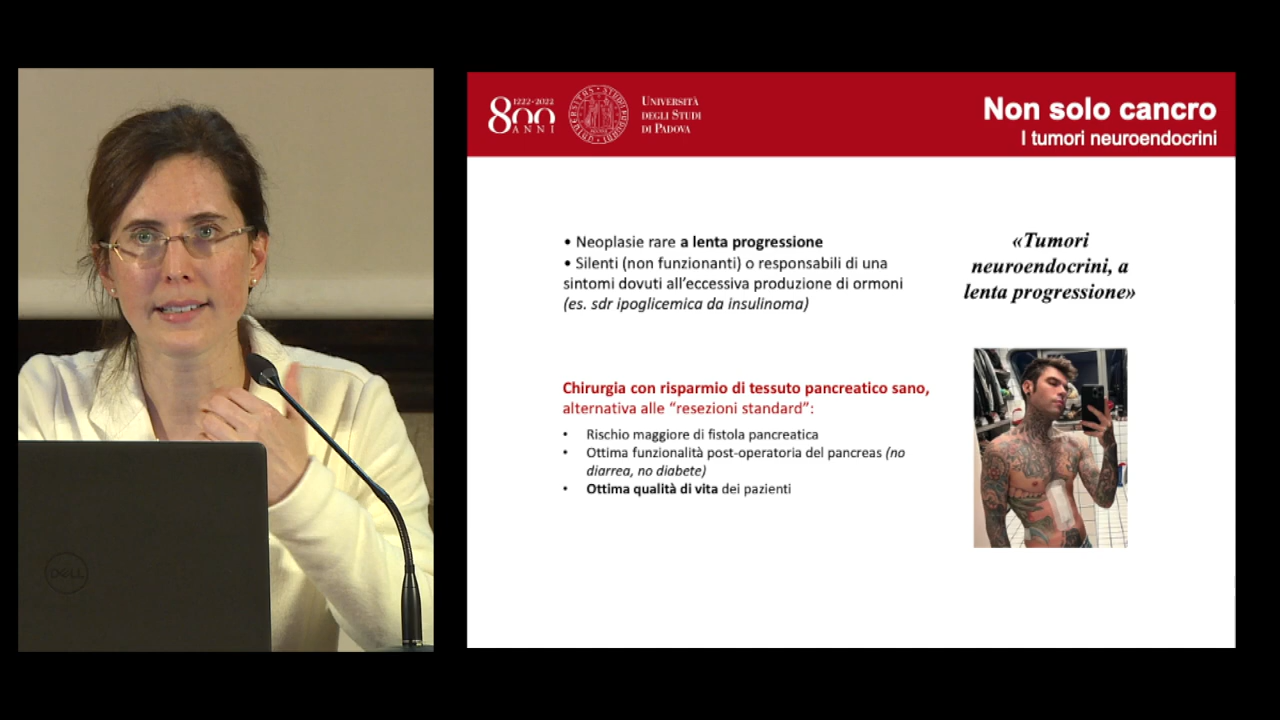 800
1222-2022
ANNI
UNIVERSITÀ
DEGLI STUDI
DI PADOVA
Non solo cancro
I tumori neuroendocrini
• Neoplasie rare a lenta progressione
• Silenti (non funzionanti) o responsabili di una
sintomi dovuti all'eccessiva produzione di ormoni
(es. sdr ipoglicemica da insulinoma)
«Tumori
neuroendocrini, a
lenta progressione»
Chirurgia con risparmio di tessuto pancreatico sano,
alternativa alle "resezioni standard":
• Rischio maggiore di fistola pancreatica
• Ottima funzionalità post-operatoria del pancreas (no
diarrea, no diabete)
• Ottima qualità di vita dei pazienti
DELL